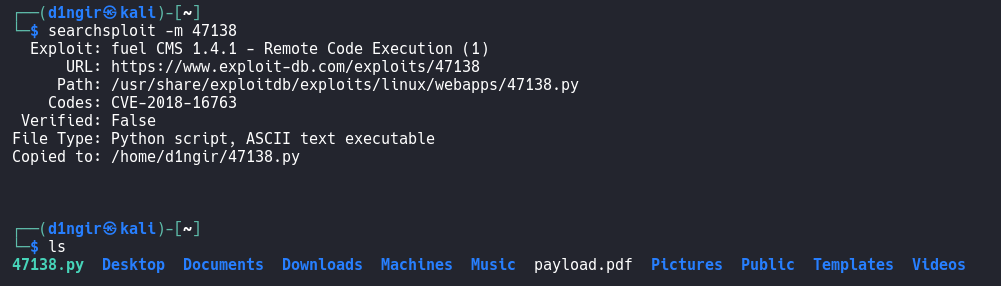 ┌──(d1ngir㉿kali)-[~]
└─$ searchsploit -m 47138
Exploit: fuel CMS 1.4.1 - Remote Code Execution (1)
URL: https://www.exploit-db.com/exploits/47138
Path: /usr/share/exploitdb/exploits/linux/webapps/47138.py
Codes: CVE-2018-16763
Verified: False
File Type: Python script, ASCII text executable
Copied to: /home/d1ngir/47138.py
┌──(d1ngir㉿kali)-[~]
└─$ ls
47138.py Desktop Documents Downloads Machines Music payload.pdf Pictures Public Templates Videos